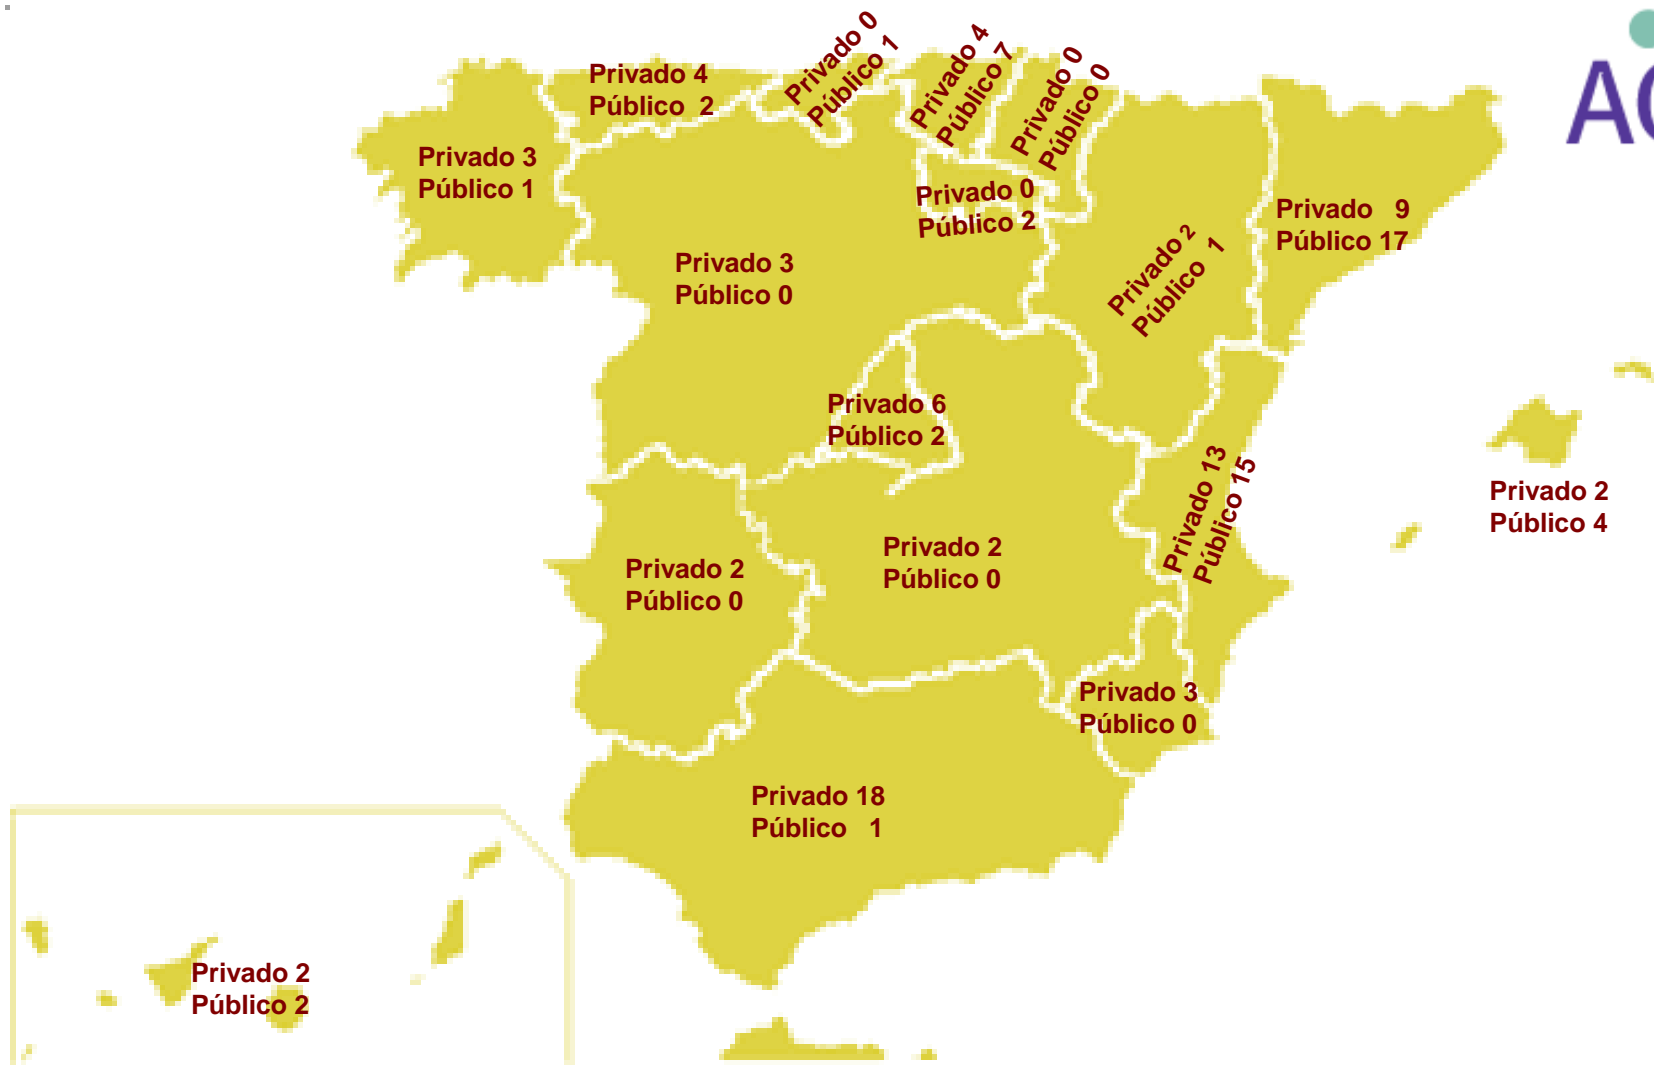 Privado 4
Público 2
Privado 0
Público 1
Privado 4
Público 7
Privado 0
Público 0
Privado 3
Público 1
Privado 0
Público 2
Privado 9
Público 17
Privado 3
Público 0
Privado 2
Público 1
Privado 6
Público 2
Privado 13
Público 15
Privado 2
Público 4
Privado 2
Público 0
Privado 2
Público 0
Privado 3
Público 0
Privado 18
Público 1
Privado 2
Público 2